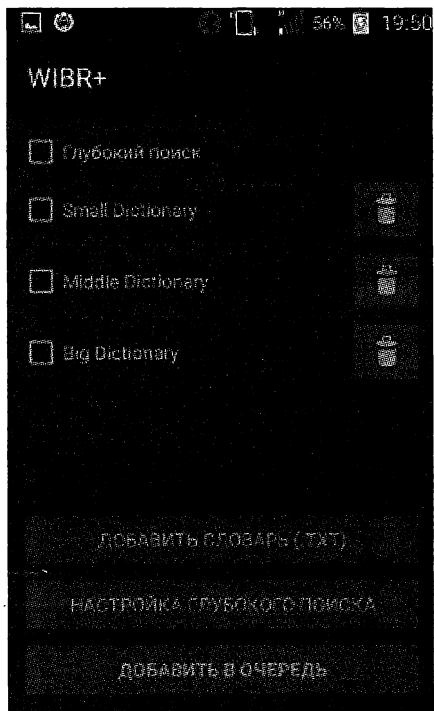 56% 19:50
WIBR+
Глубокий поиск
Small Dictionary
Middle Dictionary
Big Dictionary
ДОБАВИТЬ СЛОВАРЬ (.TXT)
НАСТРОЙКА ГЛУБОКОГО ПОИСКА
ДОБАВИТЬ В ОЧЕРЕДЬ